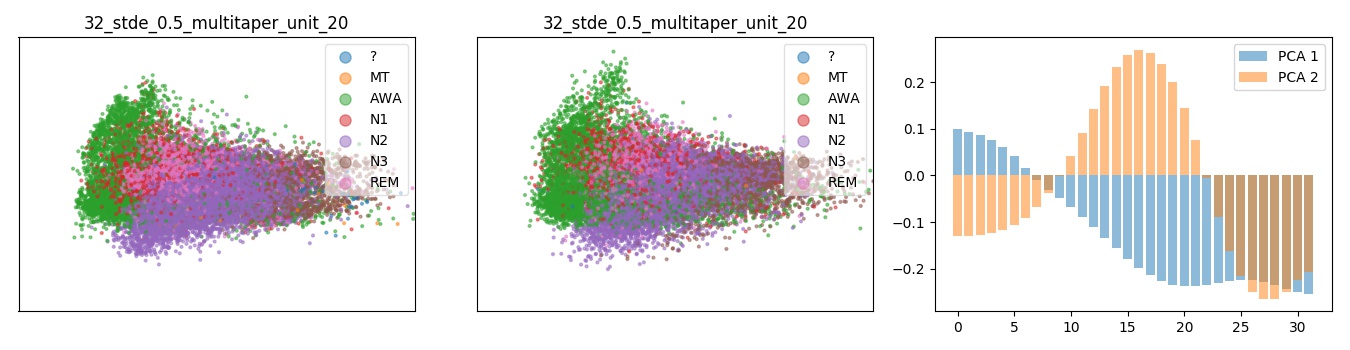 32_stde_0.5_multitaper_unit_20
?
MT
AWA
N1
N2
N3
REM
32_stde_0.5_multitaper_unit_20
?
MT
AWA
N1
N2
N3
REM
PCA 1
PCA 2
0.2
0.1
0.0
−0.1
−0.2
0 5 10 15 20 25 30